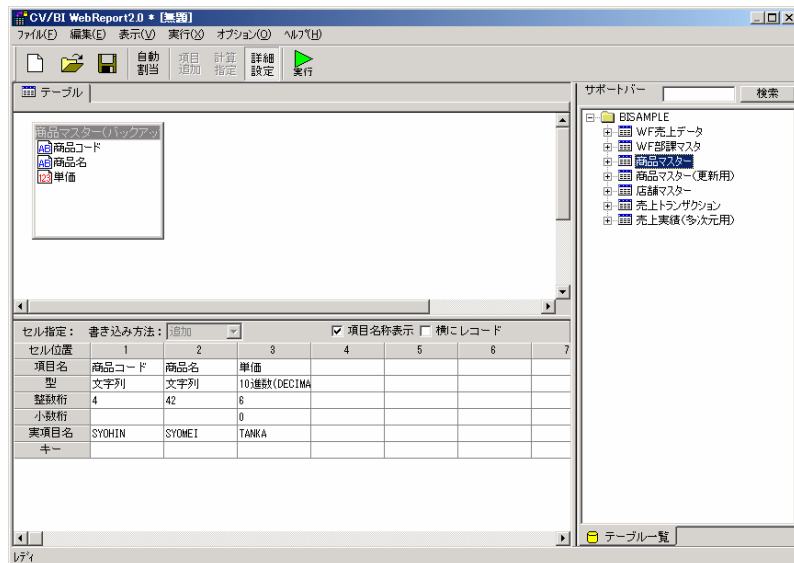 CV/BI WebReport2.0 * [無題]
ファイル(F) 編集(E) 表示(V) 実行(X) オプション(O) ヘルプ(H)
自動割当 項目追加 計算指定 詳細設定 実行
テーブル
サポートバー 検索
商品マスター(バックアッ
商品コード
商品名
単価
BISAMPLE
WF売上データ
WF部課マスタ
商品マスター
商品マスター(更新用)
店舗マスター
売上トランザクション
売上実績(多次元用)
セル指定: 書き込み方法: 追加 項目名称表示 横にレコード
セル位置 1 2 3 4 5 6 7
項目名 商品コード 商品名 単価
型 文字列 文字列 10進数(DECIMA
整数桁 4 42 6
小数桁 0
実項目名 SYOHIN SYOMEI TANKA
キー
テーブル一覧
レディ